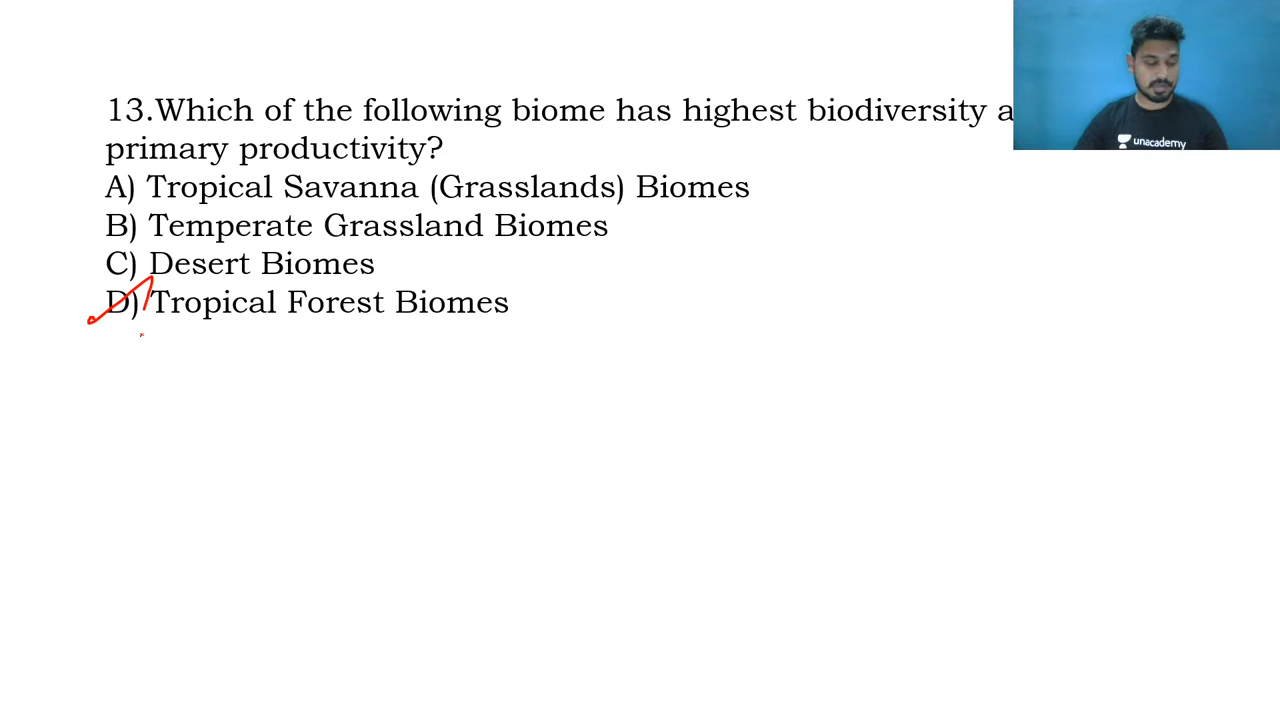 13.Which of the following biome has highest biodiversity a
primary productivity?
A) Tropical Savanna (Grasslands) Biomes
B) Temperate Grassland Biomes
C) Desert Biomes
D) Tropical Forest Biomes
unacademy